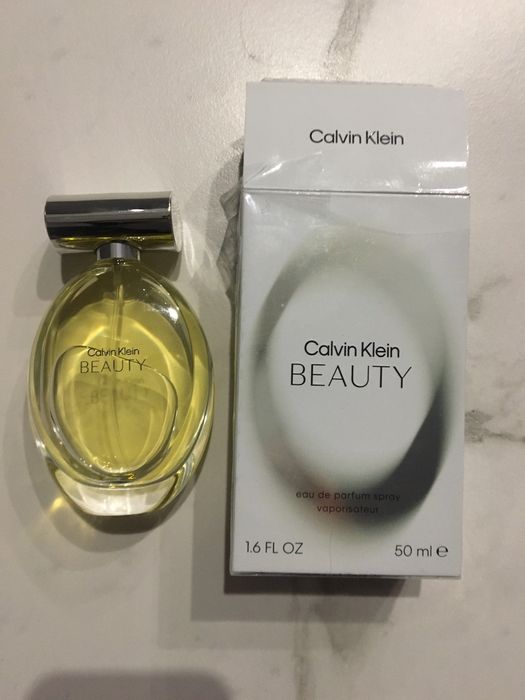 Calvin Klein
BEAUTY
Calvin Klein
Calvin Klein
BEAUTY
eau de parfum spray
vaporisateur
1.6 FL OZ 50 ml ℮